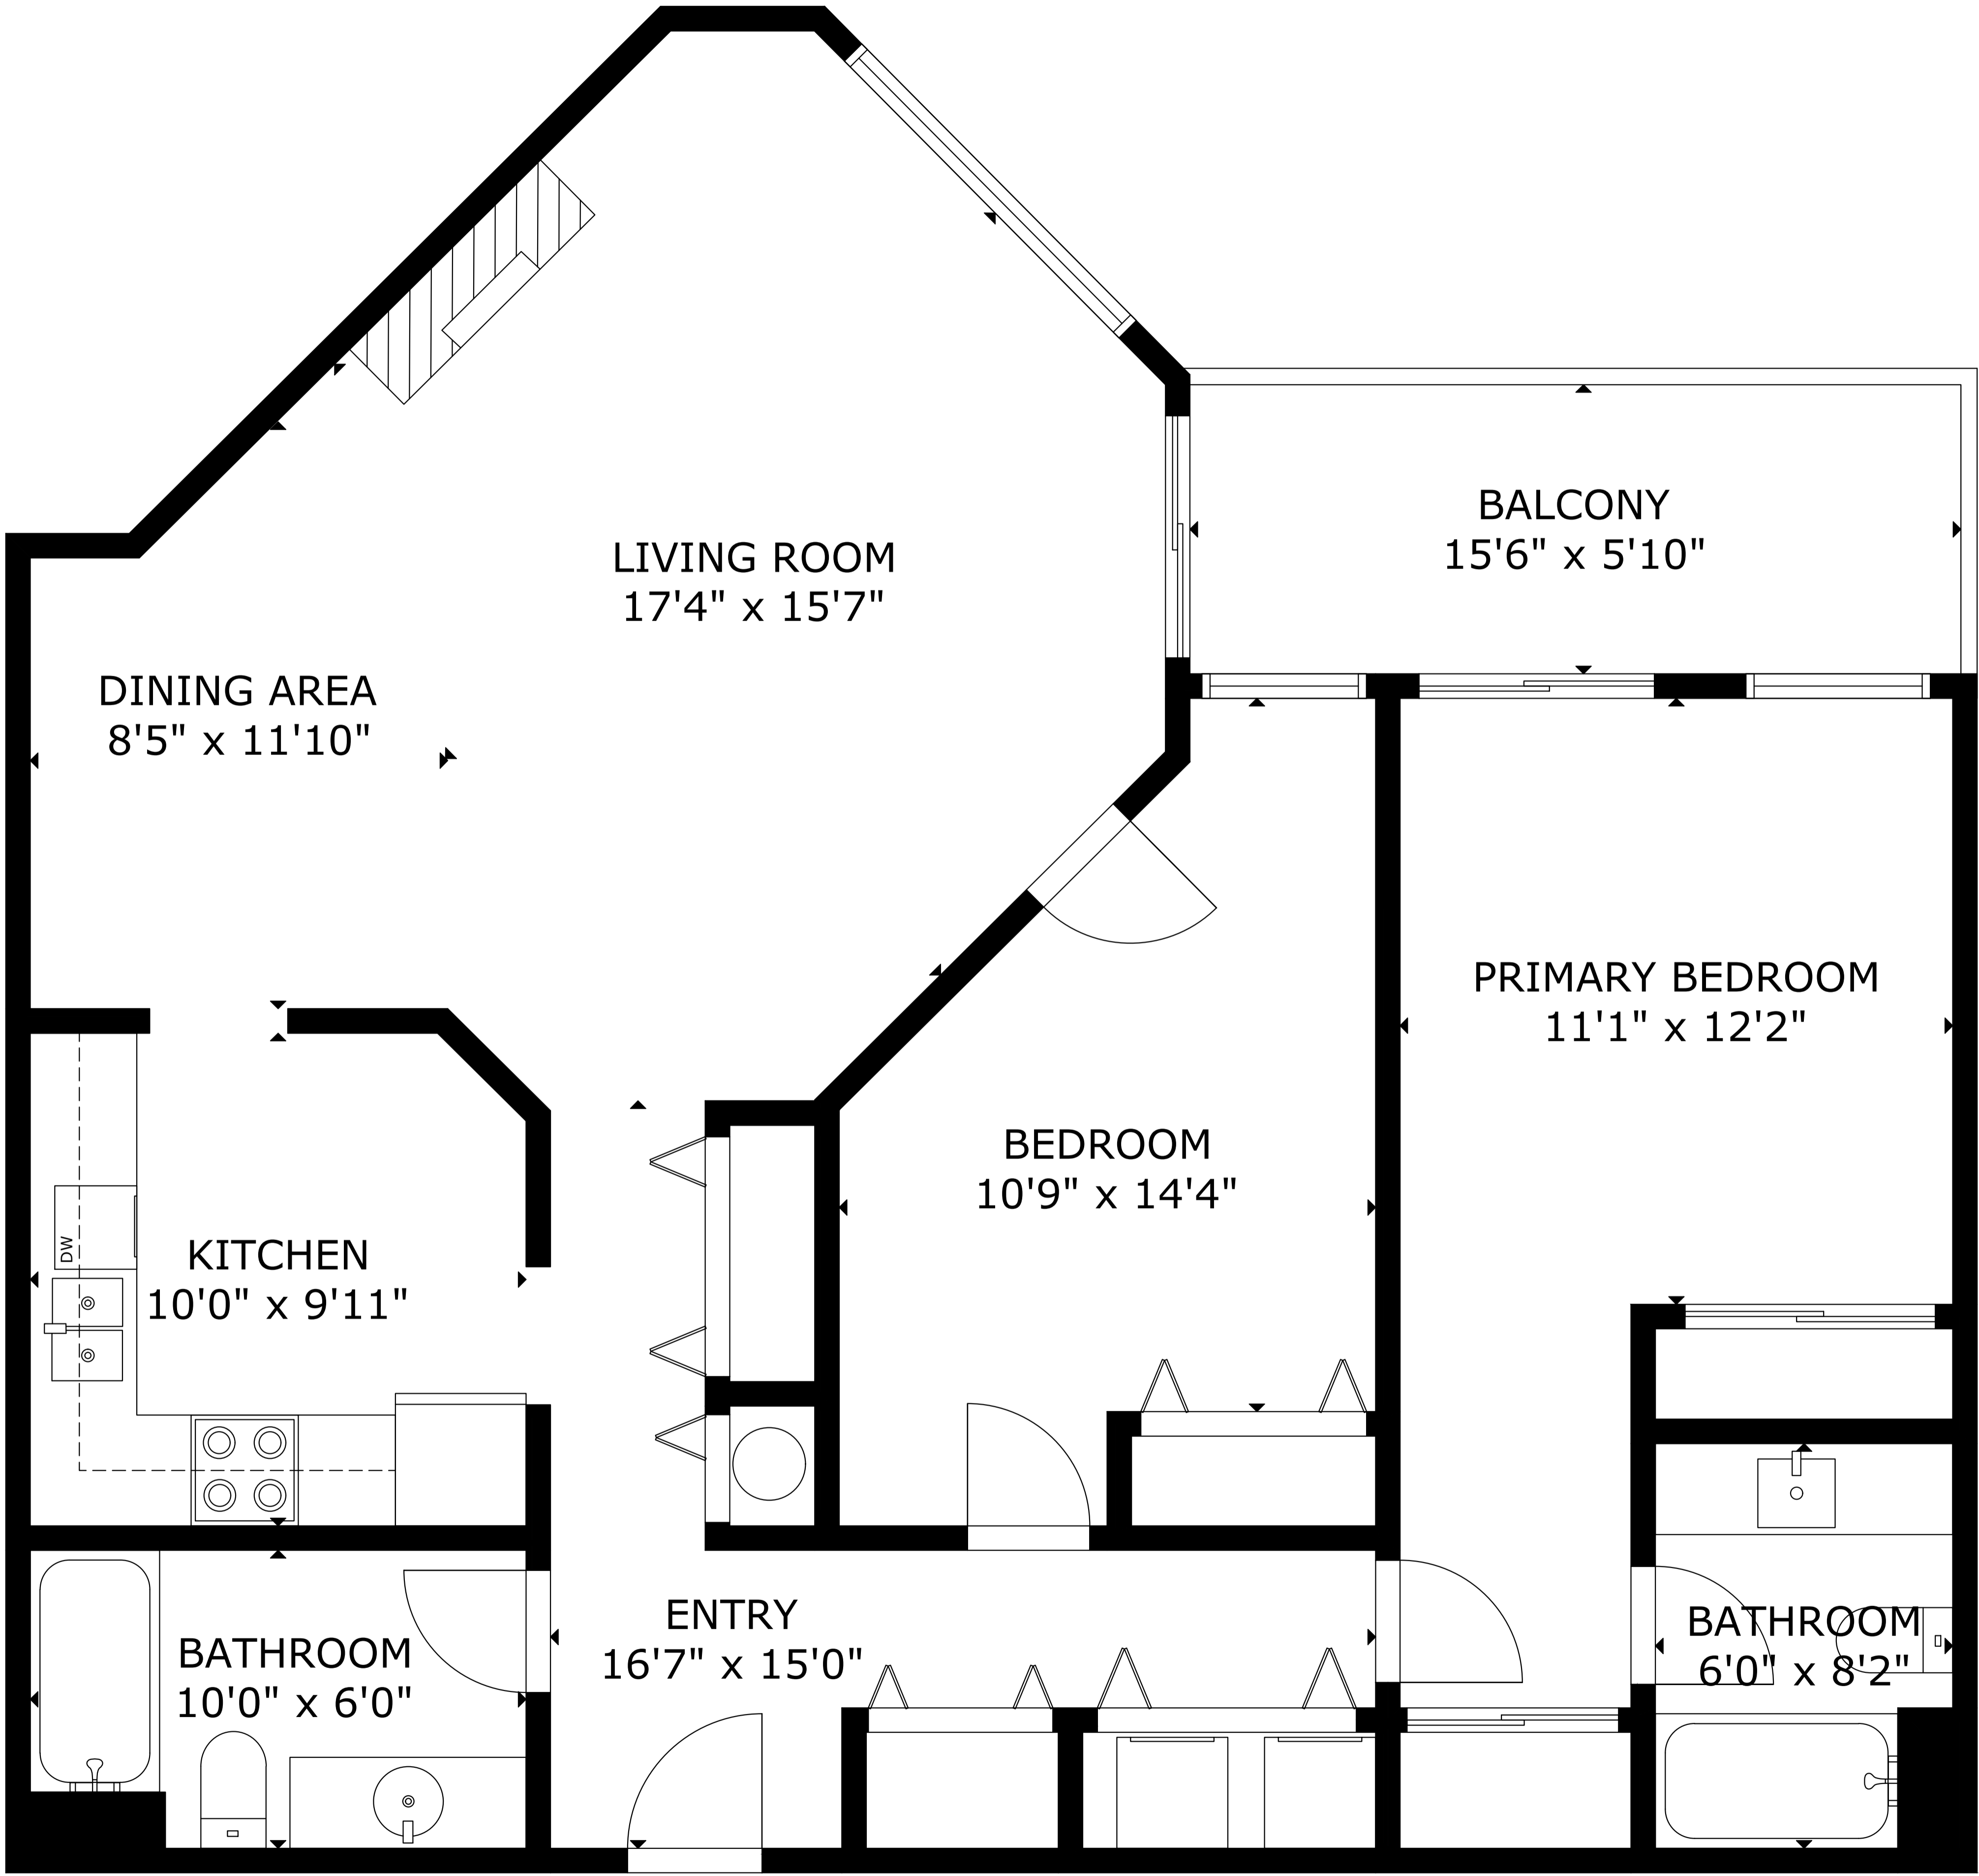 BALCONY
15'6" x 5'10"
LIVING ROOM
17'4" x 15'7"
DINING AREA
8'5" x 11'10"
PRIMARY BEDROOM
11'1" x 12'2"
BEDROOM
10'9" x 14'4"
DW
KITCHEN
10'0" x 9'11"
ENTRY
16'7" x 15'0"
BATHROOM
6'0" x 8'2"
BATHROOM
10'0" x 6'0"